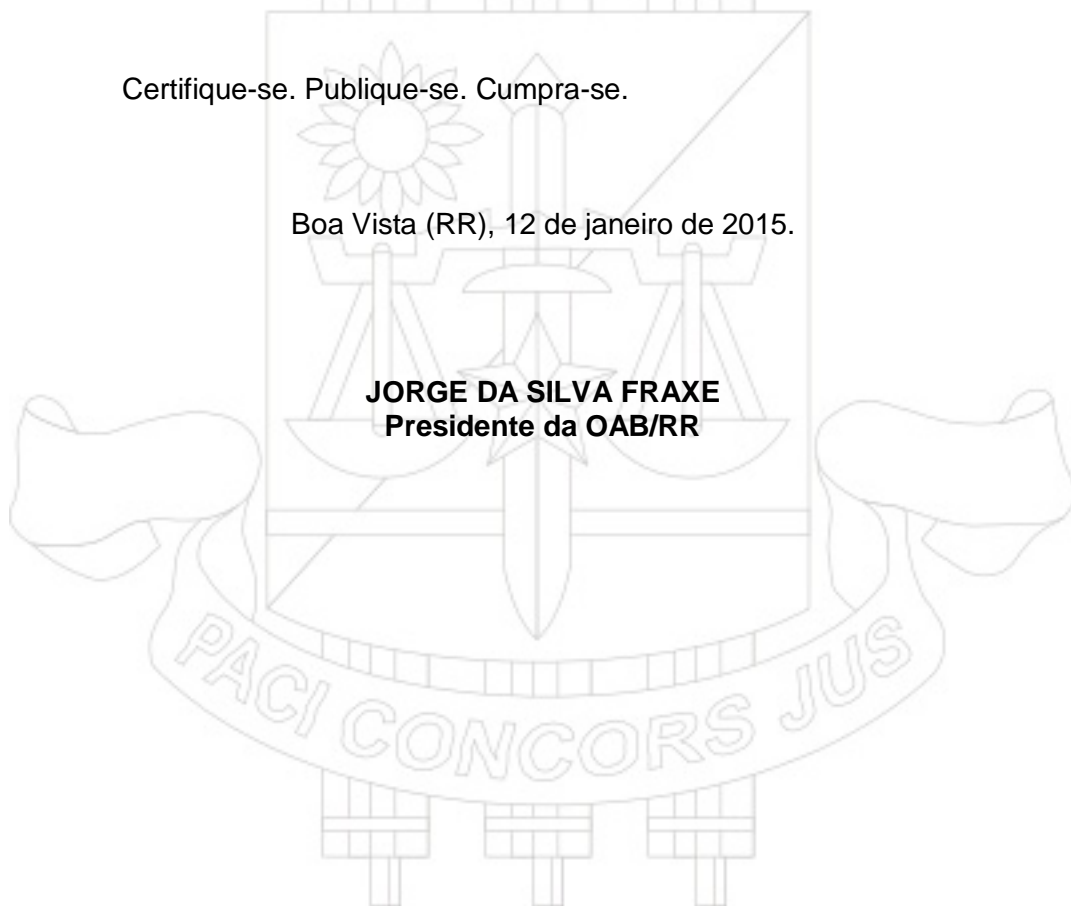 Certifique-se. Publique-se. Cumpra-se.
Boa Vista (RR), 12 de janeiro de 2015.
JORGE DA SILVA FRAXE
Presidente da OAB/RR
PACI CONCORS JUS